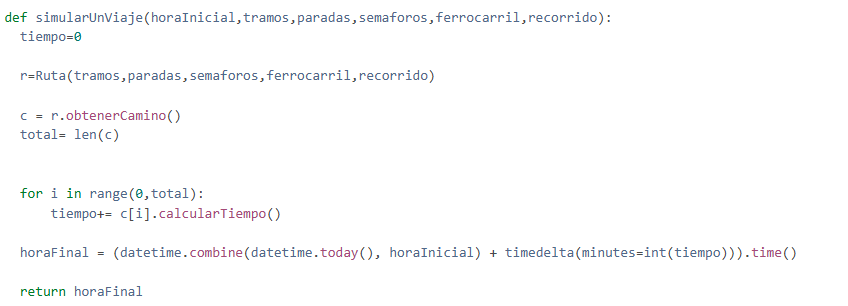 def simularUnViaje(horaInicial,tramos,paradas,semaforos,ferrocarril,recorrido):
  tiempo=0
  r=Ruta(tramos,paradas,semaforos,ferrocarril,recorrido)
  c = r.obtenerCamino()
  total= len(c)
  for i in range(0,total):
      tiempo+= c[i].calcularTiempo()
  horaFinal = (datetime.combine(datetime.today(), horaInicial) + timedelta(minutes=int(tiempo))).time()
  return horaFinal